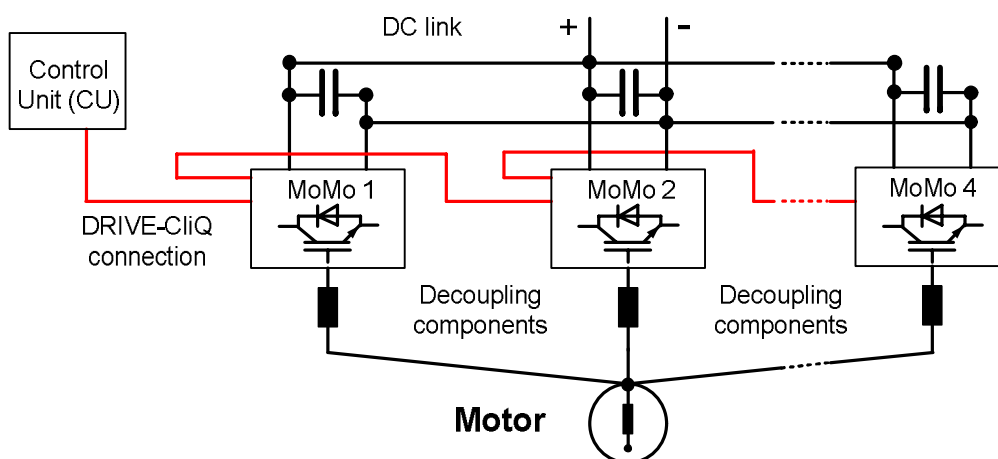 DC link
+
-
Control
Unit (CU)
MoMo 1
MoMo 2
MoMo 4
DRIVE-CliQ
connection
Decoupling
components
Decoupling
components
Motor